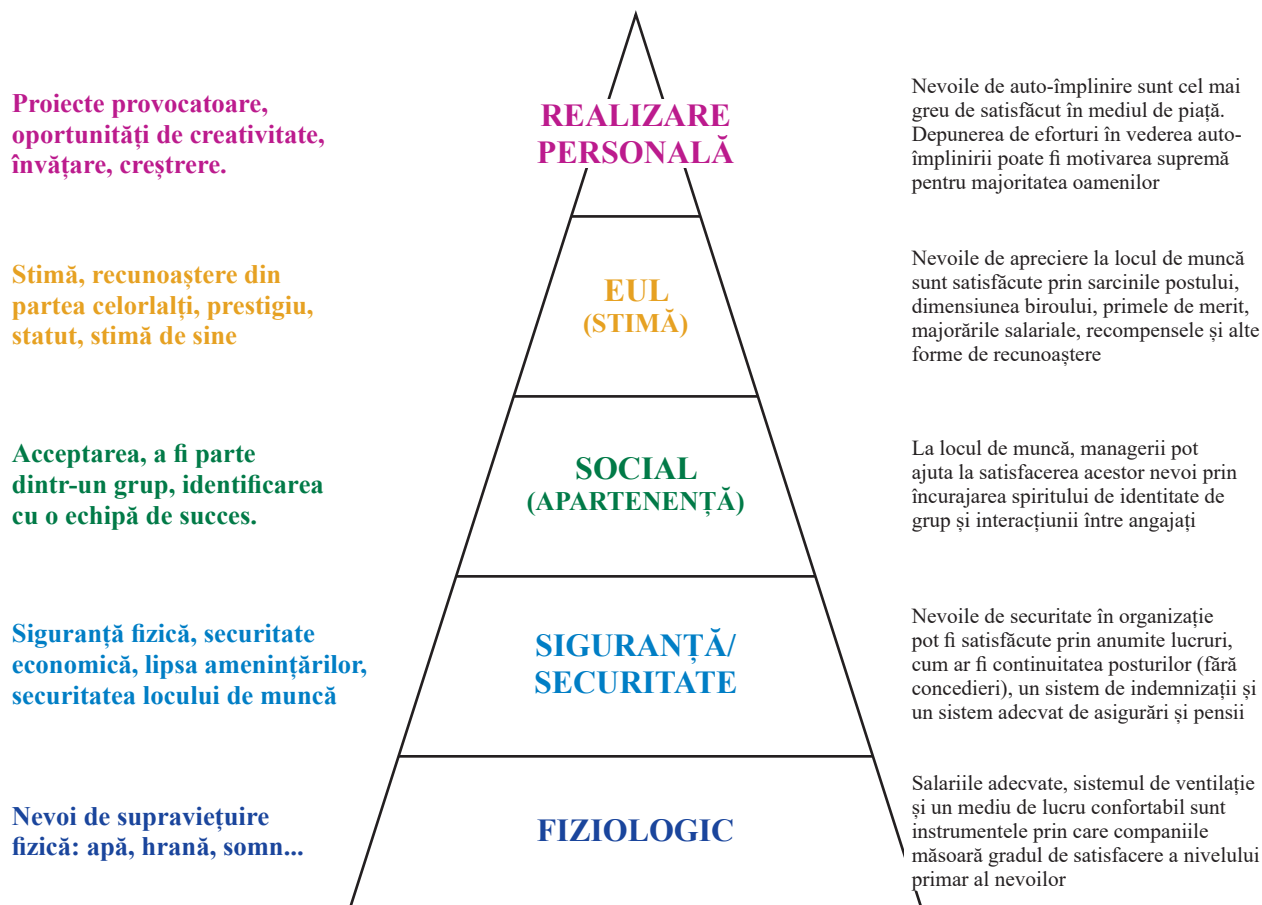 Proiecte provocatoare,
oportunități de creativitate,
învățare, creștrere.
REALIZARE
PERSONALĂ
Nevoile de auto-împlinire sunt cel mai
greu de satisfăcut în mediul de piață.
Depunerea de eforturi în vederea auto-
împlinirii poate fi motivarea supremă
pentru majoritatea oamenilor
Stimă, recunoaștere din
partea celorlalți, prestigiu,
statut, stimă de sine
EUL
(STIMĂ)
Nevoile de apreciere la locul de muncă
sunt satisfăcute prin sarcinile postului,
dimensiunea biroului, primele de merit,
majorările salariale, recompensele și alte
forme de recunoaștere
Acceptarea, a fi parte
dintr-un grup, identificarea
cu o echipă de succes.
SOCIAL
(APARTENENȚĂ)
La locul de muncă, managerii pot
ajuta la satisfacerea acestor nevoi prin
încurajarea spiritului de identitate de
grup și interacțiunii între angajați
Siguranță fizică, securitate
economică, lipsa amenințărilor,
securitatea locului de muncă
SIGURANȚĂ/
SECURITATE
Nevoile de securitate în organizație
pot fi satisfăcute prin anumite lucruri,
cum ar fi continuitatea posturilor (fără
concedieri), un sistem de indemnizații și
un sistem adecvat de asigurări și pensii
Nevoi de supraviețuire
fizică: apă, hrană, somn...
FIZIOLOGIC
Salariile adecvate, sistemul de ventilație
și un mediu de lucru confortabil sunt
instrumentele prin care companiile
măsoară gradul de satisfacere a nivelului
primar al nevoilor